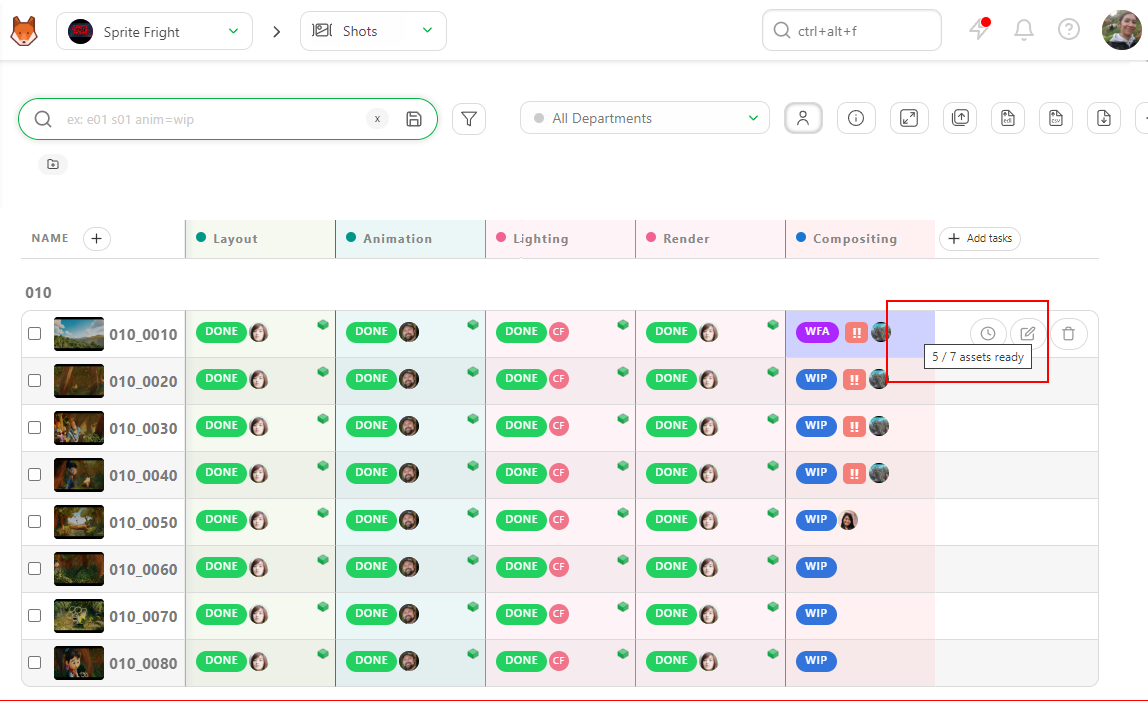 Sprite Fright
Shots
ctrl+alt+f
ex: e01 s01 anim=wip
x
All Departments
edl
csv
NAME
Layout
Animation
Lighting
Render
Compositing
Add tasks
010
010_0010 DONE DONE DONE CF DONE WFA !!
5 / 7 assets ready
010_0020 DONE DONE DONE CF DONE WIP !!
010_0030 DONE DONE DONE CF DONE WIP !!
010_0040 DONE DONE DONE CF DONE WIP !!
010_0050 DONE DONE DONE CF DONE WIP
010_0060 DONE DONE DONE CF DONE WIP
010_0070 DONE DONE DONE CF DONE WIP
010_0080 DONE DONE DONE CF DONE WIP